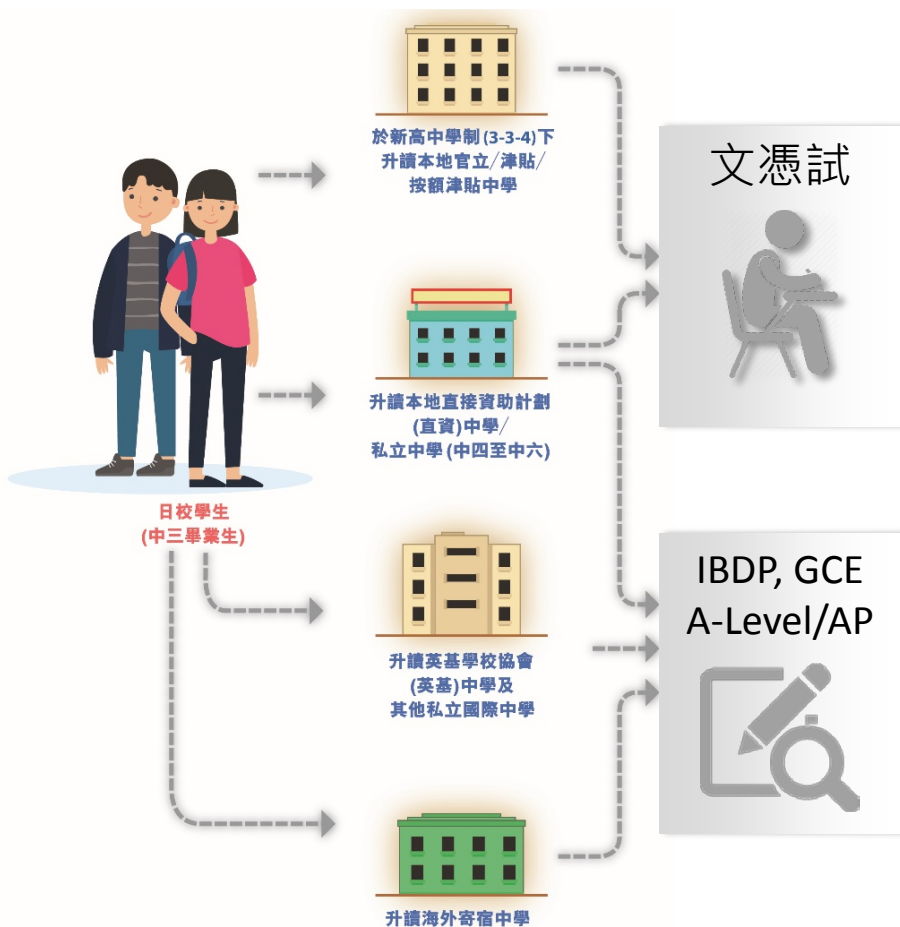 於新高中學制(3-3-4)下
升讀本地官立/津貼/
按額津貼中學
文憑試
升讀本地直接資助計劃
(直資)中學/
私立中學(中四至中六)
日校學生
(中三畢業生)
IBDP, GCE
A-Level/AP
升讀英基學校協會
(英基)中學及
其他私立國際中學
升讀海外寄宿中學